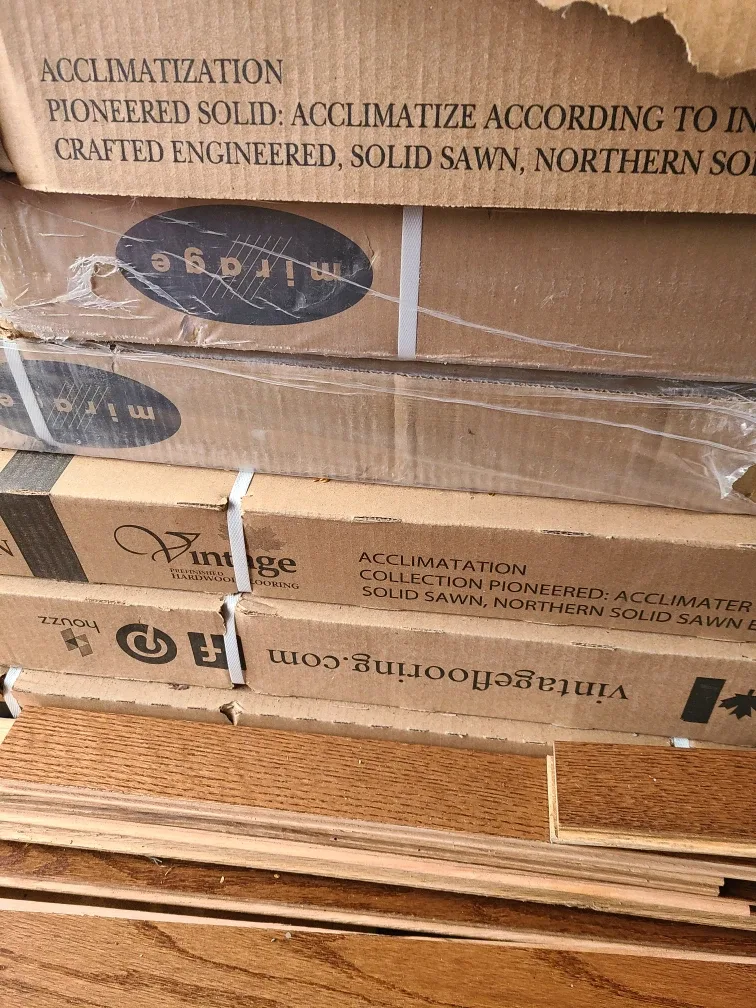 ACCLIMATIZATION
PIONEERED SOLID: ACCLIMATIZE ACCORDING TO IN
CRAFTED ENGINEERED, SOLID SAWN, NORTHERN SOL
mirage
mirage
N
Vintage
PREFINISHED
HARDWOOD FLOORING
ACCLIMATATION
COLLECTION PIONEERED: ACCLIMATER
SOLID SAWN, NORTHERN SOLID SAWN E
houzz
f
vintageflooring.com